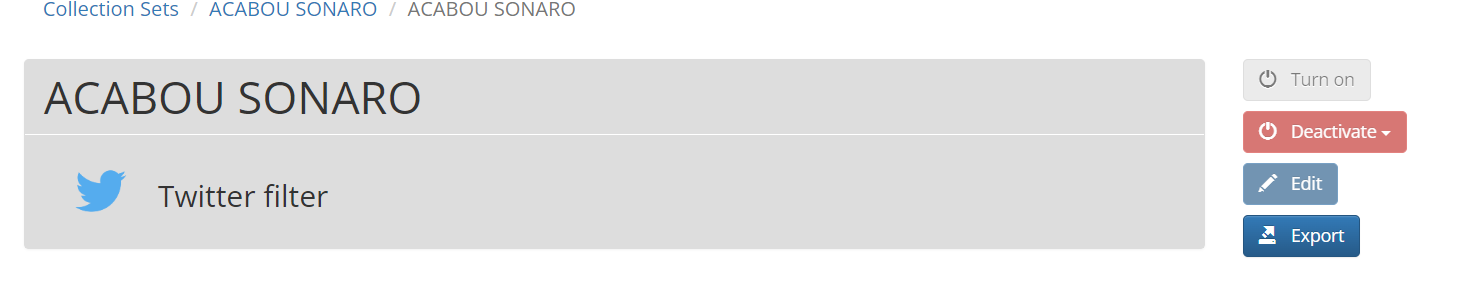 Collection Sets / ACABOU SONARO / ACABOU SONARO
ACABOU SONARO
Twitter filter
Turn on
Deactivate
Edit
Export